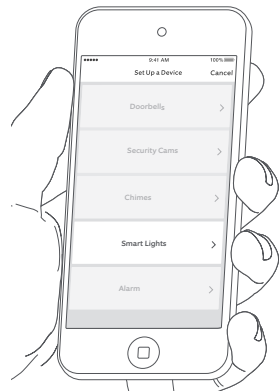 9:41 AM 100%
Set Up a Device Cancel
Doorbells
Security Cams
Chimes
Smart Lights
Alarm